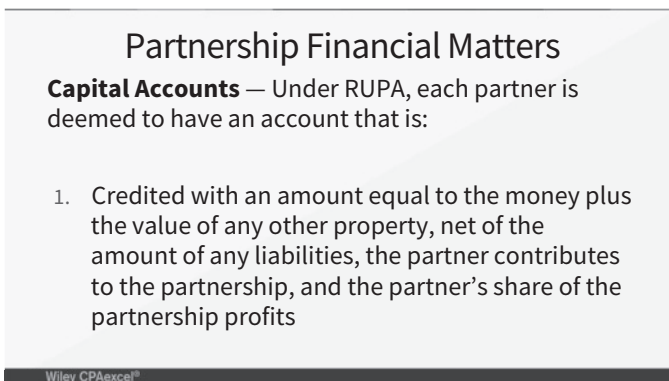 Partnership Financial Matters
Capital Accounts — Under RUPA, each partner is
deemed to have an account that is:
1. Credited with an amount equal to the money plus
the value of any other property, net of the
amount of any liabilities, the partner contributes
to the partnership, and the partner's share of the
partnership profits
Wiley CPAexcel®